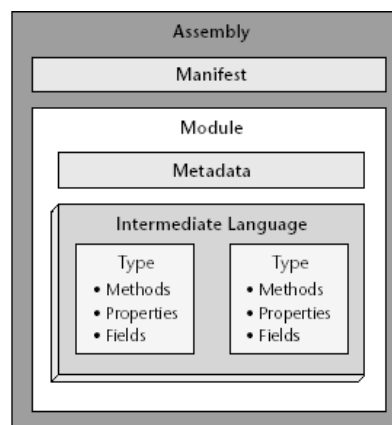 Assembly
Manifest
Module
Metadata
Intermediate Language
Type
• Methods
• Properties
• Fields
Type
• Methods
• Properties
• Fields